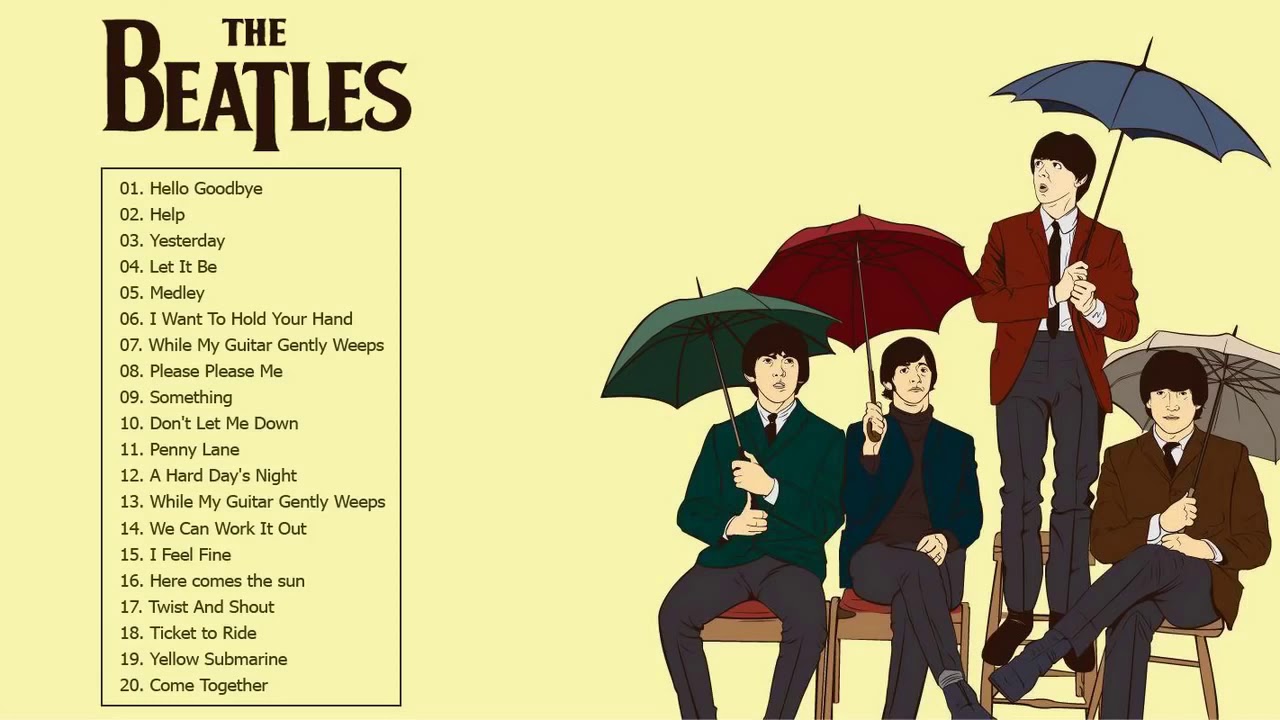 THE
BEATLES
01. Hello Goodbye
02. Help
03. Yesterday
04. Let It Be
05. Medley
06. I Want To Hold Your Hand
07. While My Guitar Gently Weeps
08. Please Please Me
09. Something
10. Don't Let Me Down
11. Penny Lane
12. A Hard Day's Night
13. While My Guitar Gently Weeps
14. We Can Work It Out
15. I Feel Fine
16. Here comes the sun
17. Twist And Shout
18. Ticket to Ride
19. Yellow Submarine
20. Come Together